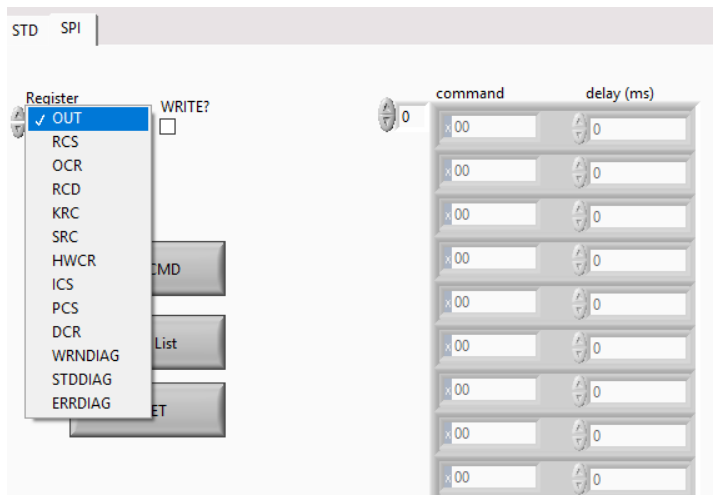 STD SPI
Register
WRITE?
✓ OUT
RCS
OCR
RCD
KRC
SRC
HWCR
ICS
PCS
DCR
WRNDIAG
STDDIAG
ERRDIAG
CMD
List
ET
command delay (ms)
0
x 00 0
x 00 0
x 00 0
x 00 0
x 00 0
x 00 0
x 00 0
x 00 0
x 00 0